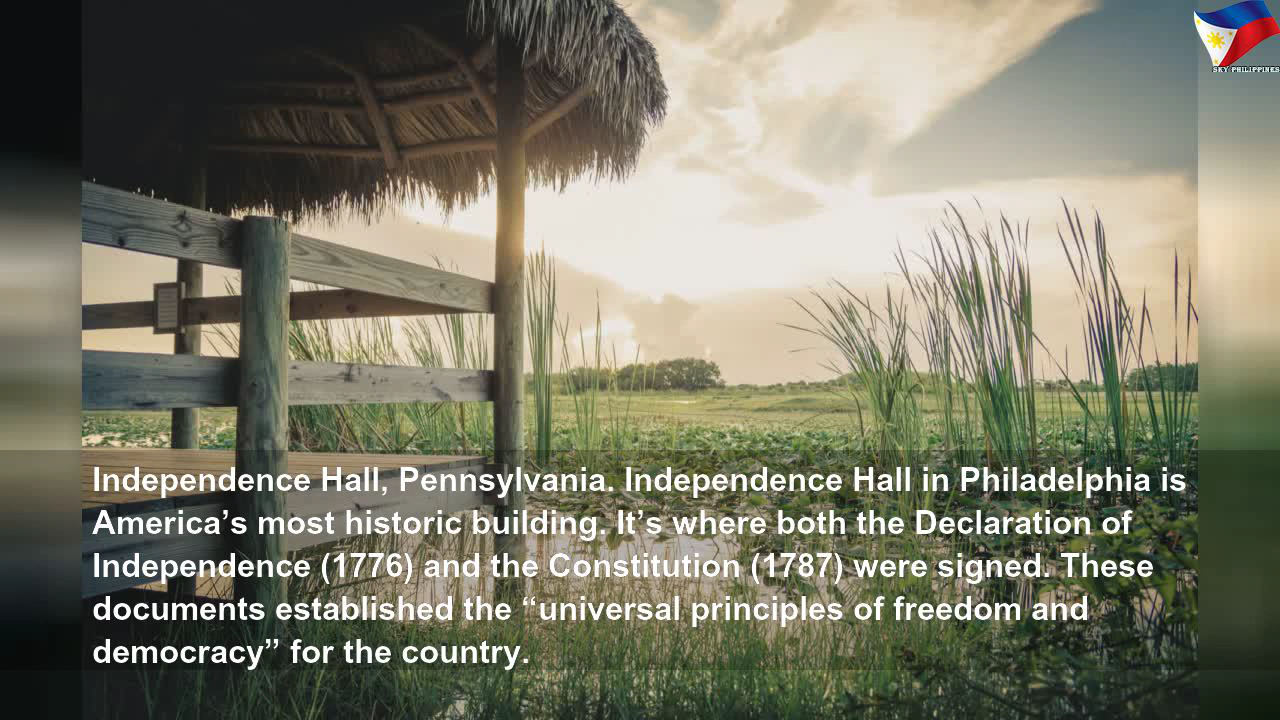 SKY PHILIPPINES
Independence Hall, Pennsylvania. Independence Hall in Philadelphia is
America’s most historic building. It’s where both the Declaration of
Independence (1776) and the Constitution (1787) were signed. These
documents established the “universal principles of freedom and
democracy” for the country.